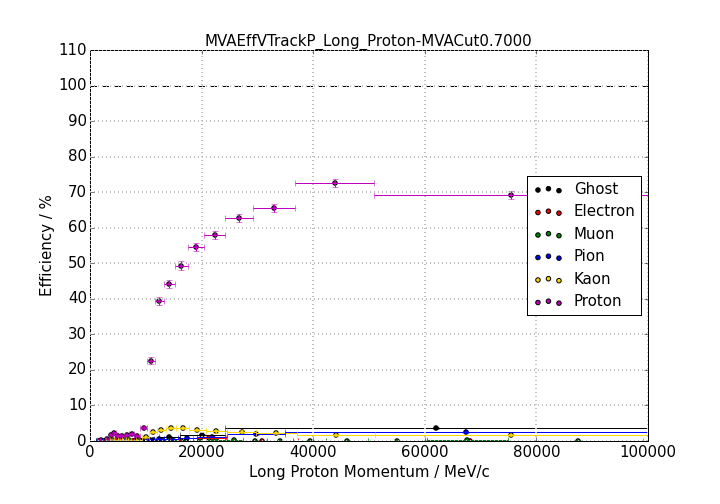 MVAEffVTrackP_Long_Proton-MVACut0.7000
110
100
90
80
70
60
50
40
30
20
10
0
Efficiency / %
Ghost
Electron
Muon
Pion
Kaon
Proton
0 20000 40000 60000 80000 100000
Long Proton Momentum / MeV/c